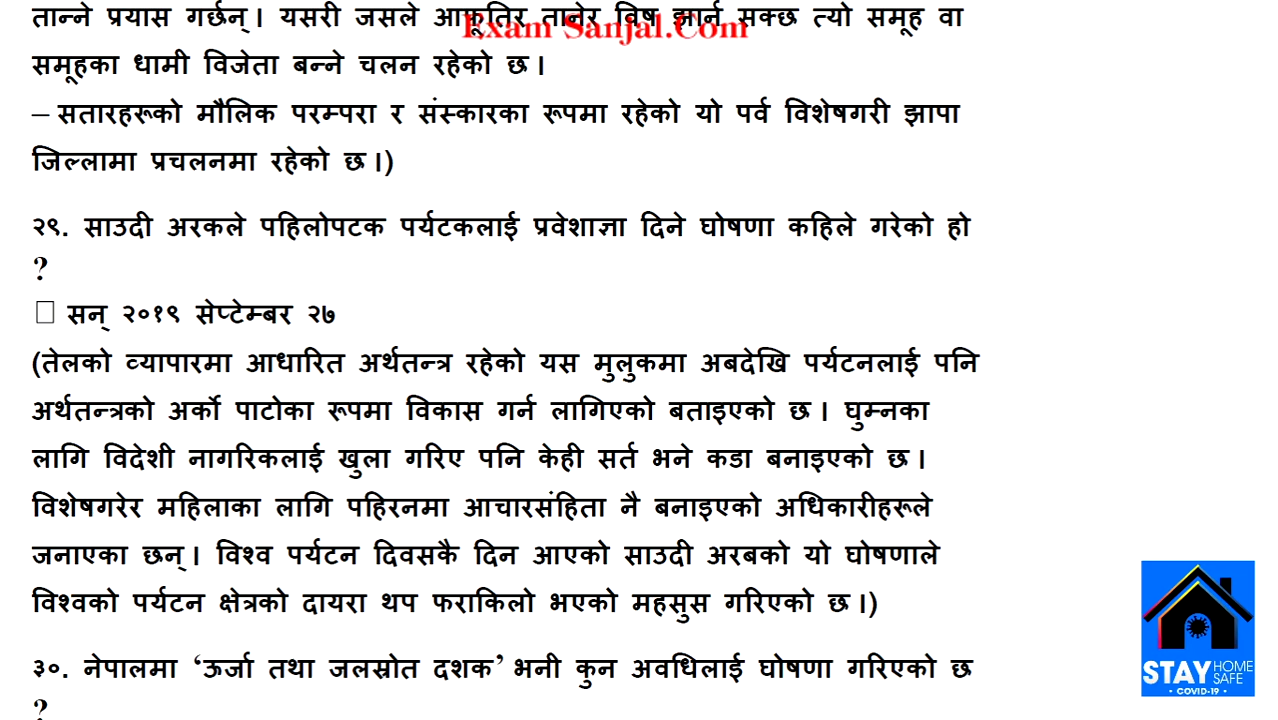 तान्ने प्रयास गर्छन् । यसरी जसले आफूतिर तानेर विष झार्न सक्छ त्यो समूह वा
Exam Sanjal.Com
समूहका धामी विजेता बन्ने चलन रहेको छ ।
– सतारहरूको मौलिक परम्परा र संस्कारका रूपमा रहेको यो पर्व विशेषगरी झापा
जिल्लामा प्रचलनमा रहेको छ ।)
२९. साउदी अरकले पहिलोपटक पर्यटकलाई प्रवेशाज्ञा दिने घोषणा कहिले गरेको हो
?
सन् २०१९ सेप्टेम्बर २७
(तेलको व्यापारमा आधारित अर्थतन्त्र रहेको यस मुलुकमा अबदेखि पर्यटनलाई पनि
अर्थतन्त्रको अर्को पाटोका रूपमा विकास गर्न लागिएको बताइएको छ । घुम्नका
लागि विदेशी नागरिकलाई खुला गरिए पनि केही सर्त भने कडा बनाइएको छ ।
विशेषगरेर महिलाका लागि पहिरनमा आचारसंहिता नै बनाइएको अधिकारीहरूले
जनाएका छन् । विश्व पर्यटन दिवसकै दिन आएको साउदी अरबको यो घोषणाले
विश्वको पर्यटन क्षेत्रको दायरा थप फराकिलो भएको महसुस गरिएको छ ।)
३०. नेपालमा ‘ऊर्जा तथा जलस्रोत दशक’ भनी कुन अवधिलाई घोषणा गरिएको छ
?
STAY HOME SAFE
• COVID-19 •